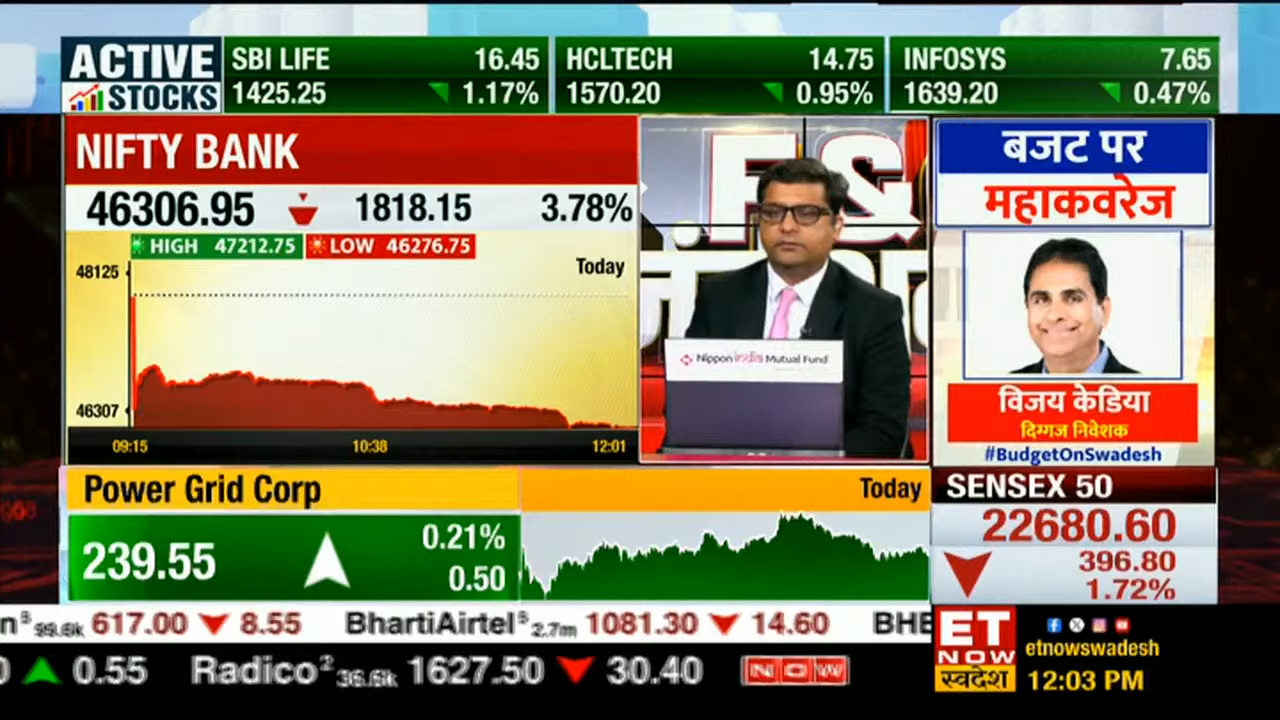 ACTIVE
STOCKS
SBI LIFE 16.45
1425.25 1.17%
HCLTECH 14.75
1570.20 0.95%
INFOSYS 7.65
1639.20 0.47%
NIFTY BANK
46306.95 1818.15 3.78%
HIGH 47212.75 LOW 46276.75
Today
48125
46307
09:15 10:38 12:01
F&
Nippon india Mutual Fund
बजट पर
महाकवरेज
विजय केडिया
दिग्गज निवेशक
#BudgetOnSwadesh
Power Grid Corp Today
239.55
0.21%
0.50
SENSEX 50
22680.60
396.80
1.72%
99.6k 617.00 8.55 BhartiAirtel 2.7m 1081.30 14.60 BHE
0.55 Radico 36.6k 1627.50 30.40 NOW
ET
NOW
स्वदेश
etnowswadesh
12:03 PM